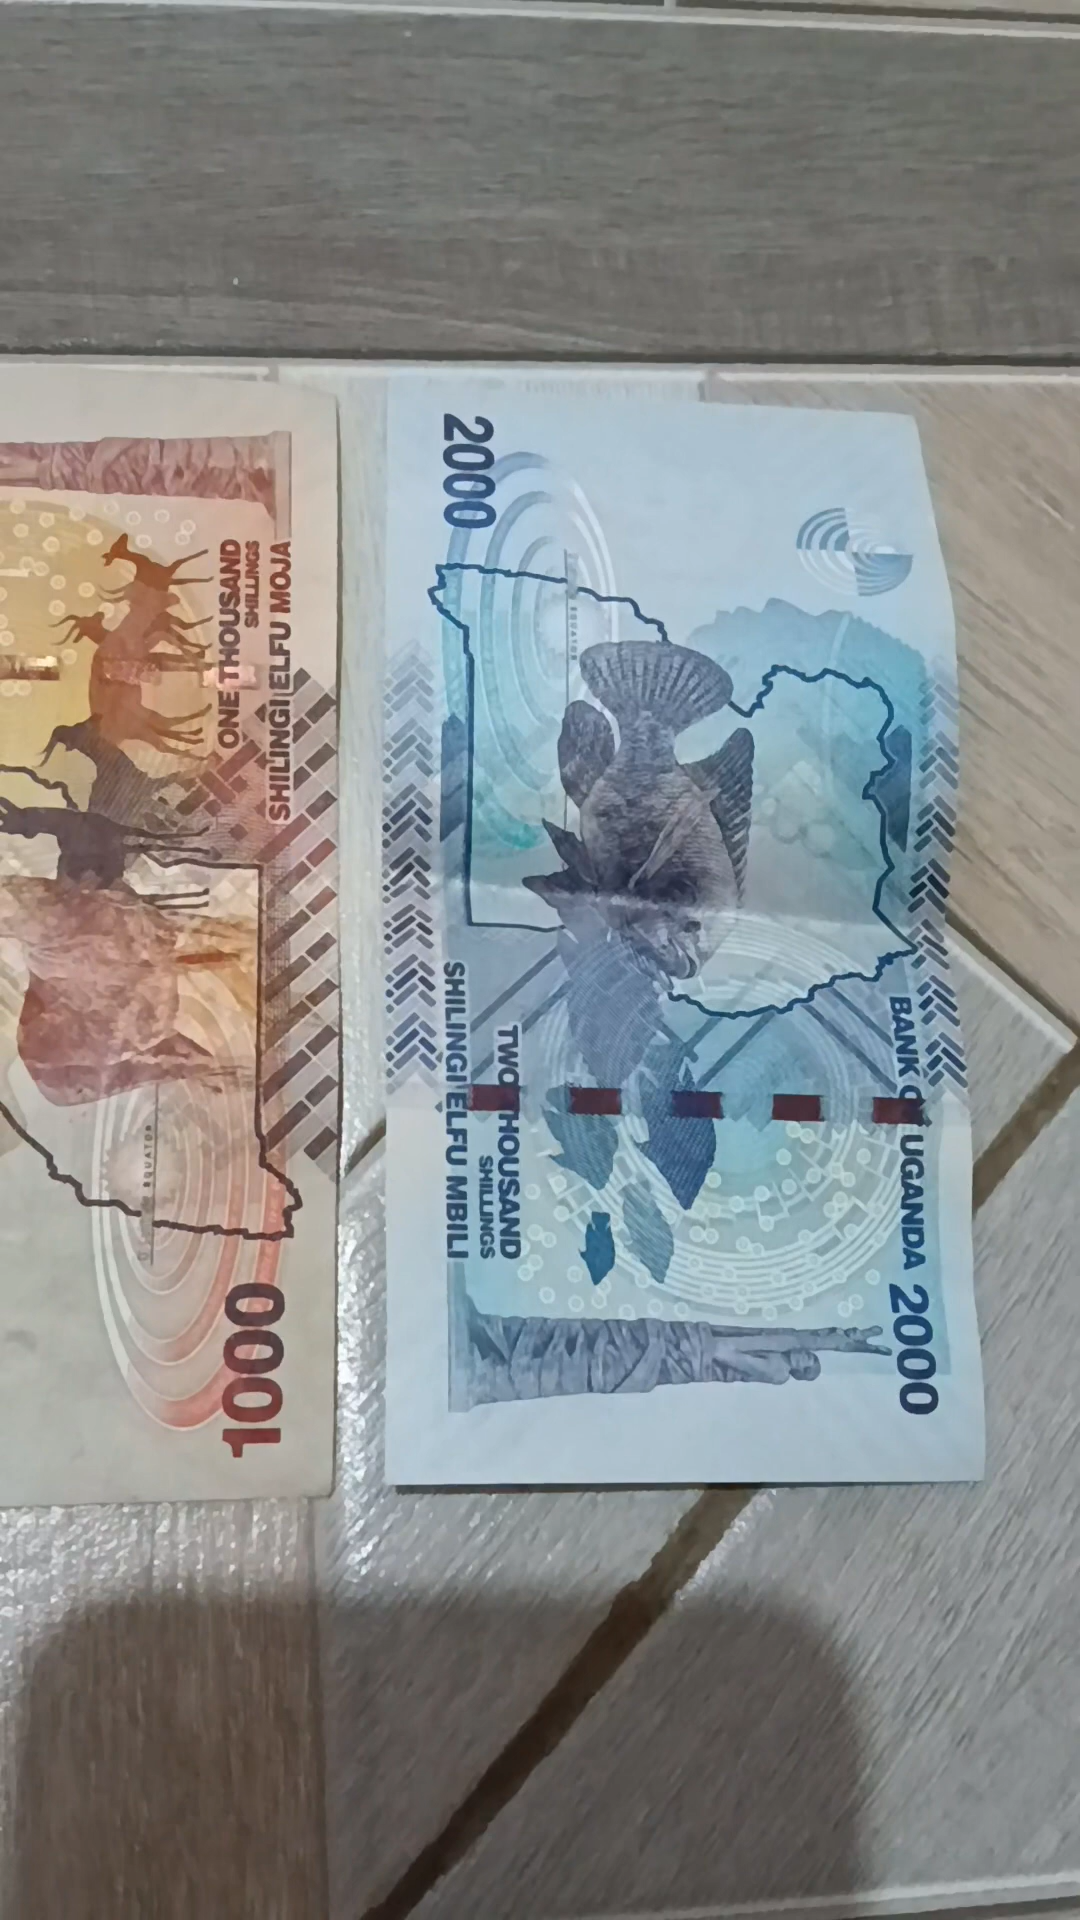 ONE THOUSAND
SHILLINGS
SHILINGI ELFU MOJA
EQUATOR
1000
BANK OF UGANDA 2000
2000
EQUATOR
TWO THOUSAND
SHILLINGS
SHILINGI ELFU MBILI